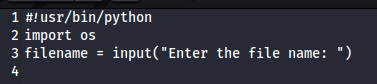 1 #!usr/bin/python
2 import os
3 filename = input("Enter the file name: ")
4